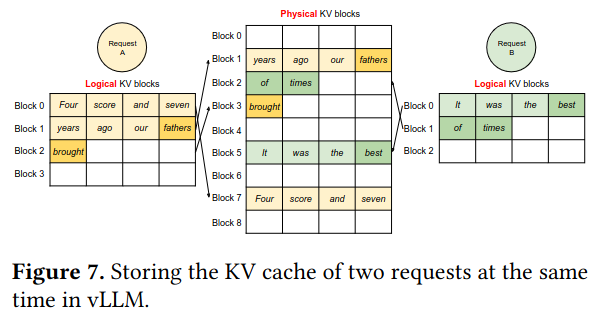 Physical KV blocks
Request
A
Logical KV blocks
Block 0 Four score and seven
Block 1 years ago our fathers
Block 2 brought
Block 3
Block 0
Block 1 years ago our fathers
Block 2 of times
Block 3 brought
Block 4
Block 5 It was the best
Block 6
Block 7 Four score and seven
Block 8
Request
B
Logical KV blocks
Block 0 It was the best
Block 1 of times
Block 2
Figure 7. Storing the KV cache of two requests at the same
time in vLLM.